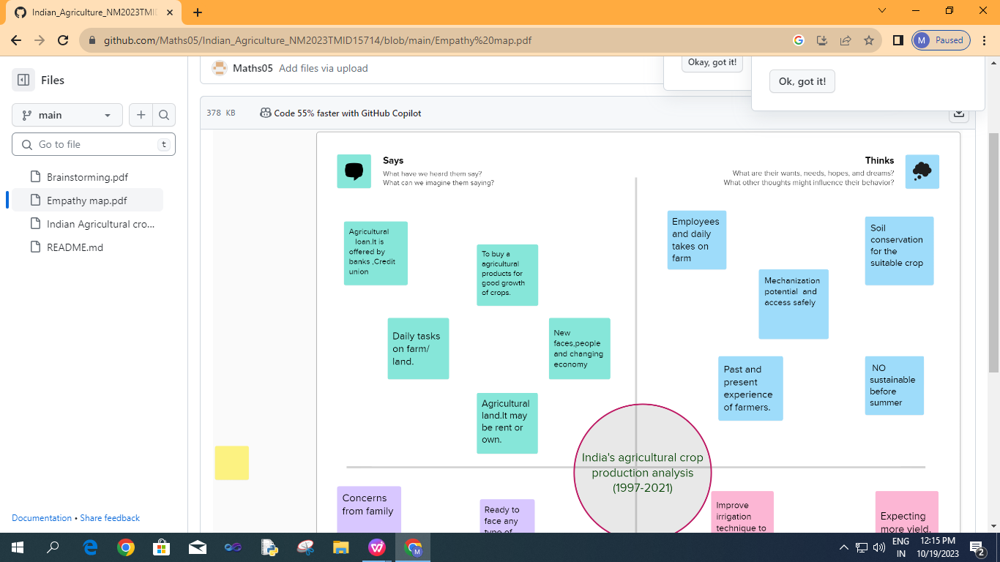 Indian_Agriculture_NM2023TMID
github.com/Maths05/Indian_Agriculture_NM2023TMID15714/blob/main/Empathy%20map.pdf
M Paused
Files
main
Go to file
t
Brainstorming.pdf
Empathy map.pdf
Indian Agricultural cro...
README.md
Documentation • Share feedback
Maths05 Add files via upload
Okay, got it!
Ok, got it!
378 KB
Code 55% faster with GitHub Copilot
Says
What have we heard them say?
What can we imagine them saying?
Thinks
What are their wants, needs, hopes, and dreams?
What other thoughts might influence their behavior?
Agricultural
loan.It is
offered by
banks ,Credit
union
To buy a
agricultural
products for
good growth
of crops.
Daily tasks
on farm/
land.
New
faces,people
and changing
economy
Agricultural
land.It may
be rent or
own.
Employees
and daily
takes on
farm
Soil
conservation
for the
suitable crop
Mechanization
potential and
access safely
Past and
present
experience
of farmers.
NO
sustainable
before
summer
India's agricultural crop
production analysis
(1997-2021)
Concerns
from family
Ready to
face any
type of
Improve
irrigation
technique to
Expecting
more yield.
ENG
IN
12:15 PM
10/19/2023
2